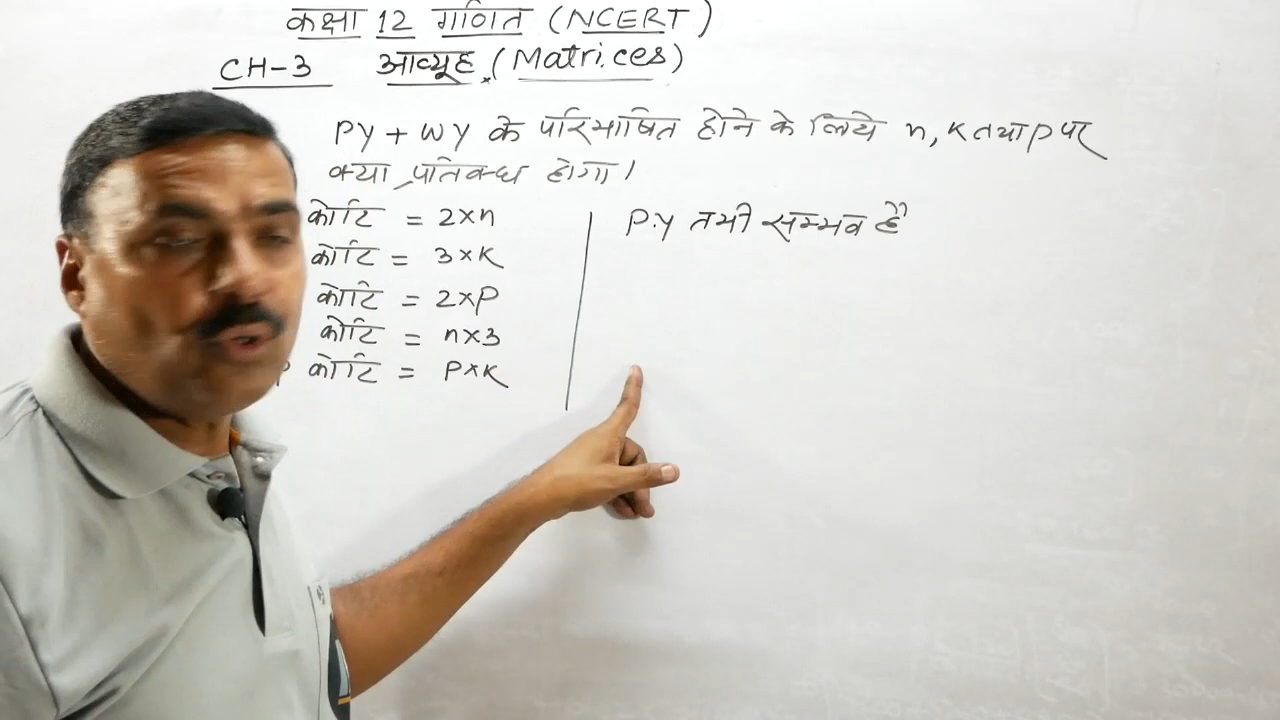 कक्षा 12 गणित (NCERT)
CH-3 आव्यूह (Matrices)
PY + WY के परिभाषित होने के लिये n, K तथा P पर
क्या प्रतिबन्ध होगा।
कोटि = 2×n
कोटि = 3×K
कोटि = 2×P
कोटि = n×3
कोटि = P×K
P.Y तभी सम्भव है